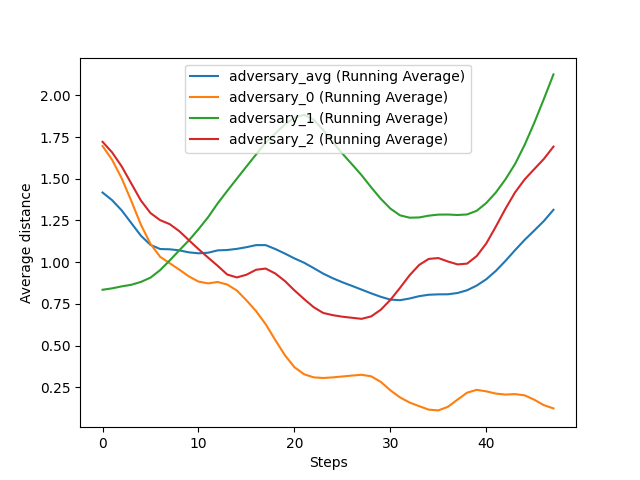 adversary_avg (Running Average)
adversary_0 (Running Average)
adversary_1 (Running Average)
adversary_2 (Running Average)
2.00
1.75
1.50
1.25
1.00
0.75
0.50
0.25
Average distance
0 10 20 30 40
Steps